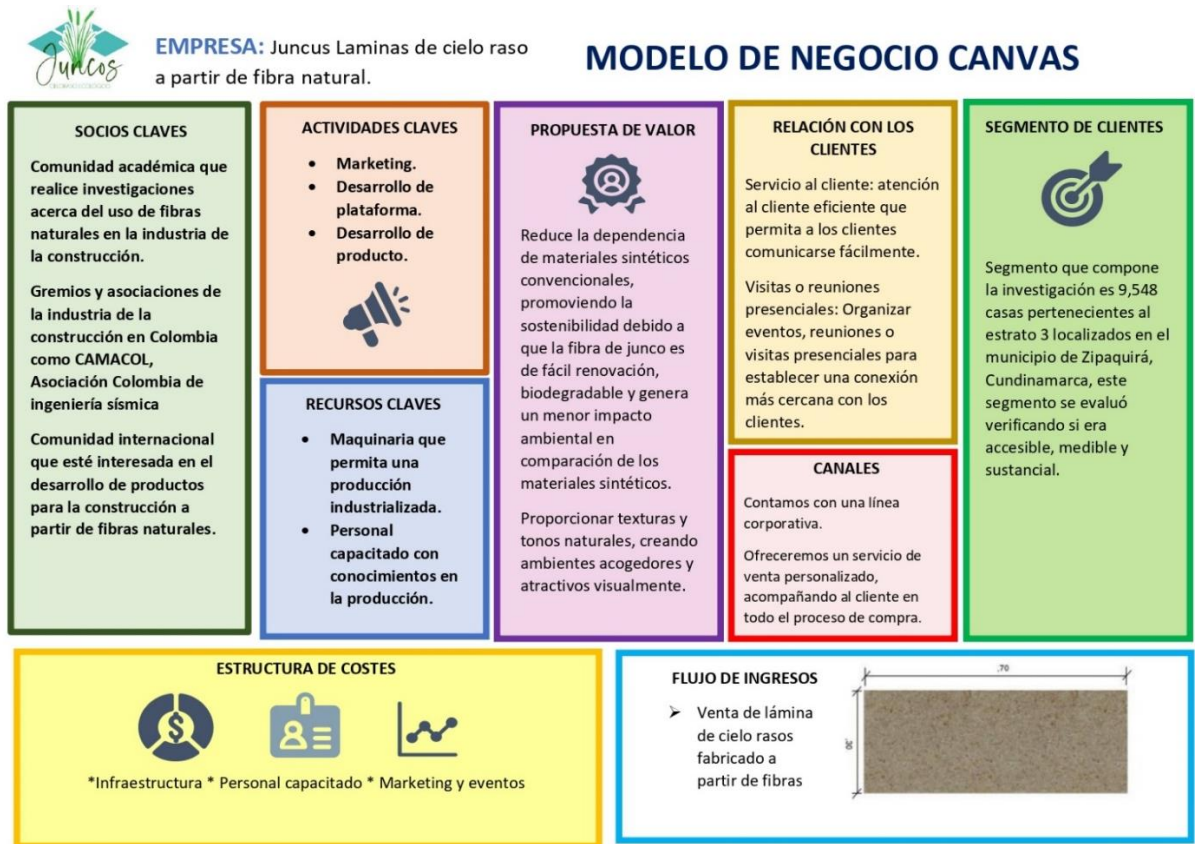 Juncos
EMPRESA: Juncus Laminas de cielo raso
a partir de fibra natural.
MODELO DE NEGOCIO CANVAS
SOCIOS CLAVES
Comunidad académica que
realice investigaciones
acerca del uso de fibras
naturales en la industria de
la construcción.
Gremios y asociaciones de
la industria de la
construcción en Colombia
como CAMACOL,
Asociación Colombia de
ingeniería sísmica
Comunidad internacional
que esté interesada en el
desarrollo de productos
para la construcción a
partir de fibras naturales.
ACTIVIDADES CLAVES
• Marketing.
• Desarrollo de
plataforma.
• Desarrollo de
producto.
RECURSOS CLAVES
• Maquinaria que
permita una
producción
industrializada.
• Personal
capacitado con
conocimientos en
la producción.
PROPUESTA DE VALOR
Reduce la dependencia
de materiales sintéticos
convencionales,
promoviendo la
sostenibilidad debido a
que la fibra de junco es
de fácil renovación,
biodegradable y genera
un menor impacto
ambiental en
comparación de los
materiales sintéticos.
Proporcionar texturas y
tonos naturales, creando
ambientes acogedores y
atractivos visualmente.
RELACIÓN CON LOS
CLIENTES
Servicio al cliente: atención
al cliente eficiente que
permita a los clientes
comunicarse fácilmente.
Visitas o reuniones
presenciales: Organizar
eventos, reuniones o
visitas presenciales para
establecer una conexión
más cercana con los
clientes.
CANALES
Contamos con una línea
corporativa.
Ofreceremos un servicio de
venta personalizado,
acompañando al cliente en
todo el proceso de compra.
SEGMENTO DE CLIENTES
Segmento que compone
la investigación es 9,548
casas pertenecientes al
estrato 3 localizados en el
municipio de Zipaquirá,
Cundinamarca, este
segmento se evaluó
verificando si era
accesible, medible y
sustancial.
ESTRUCTURA DE COSTES
$
*Infraestructura * Personal capacitado * Marketing y eventos
FLUJO DE INGRESOS
➢ Venta de lámina
de cielo rasos
fabricado a
partir de fibras
.70